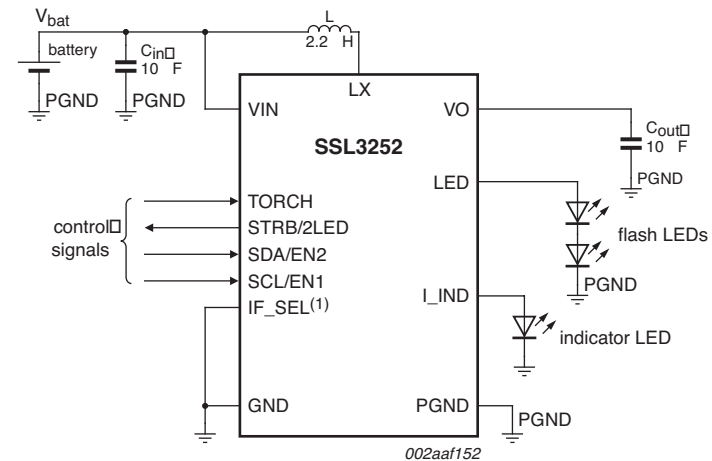 Vbat
L
battery
Cin
10 F
2.2 H
PGND
PGND
LX
VIN
VO
SSL3252
Cout
10 F
LED
PGND
TORCH
control
signals
STRB/2LED
flash LEDs
SDA/EN2
SCL/EN1
PGND
IF_SEL(1)
I_IND
indicator LED
GND
PGND
PGND
002aaf152